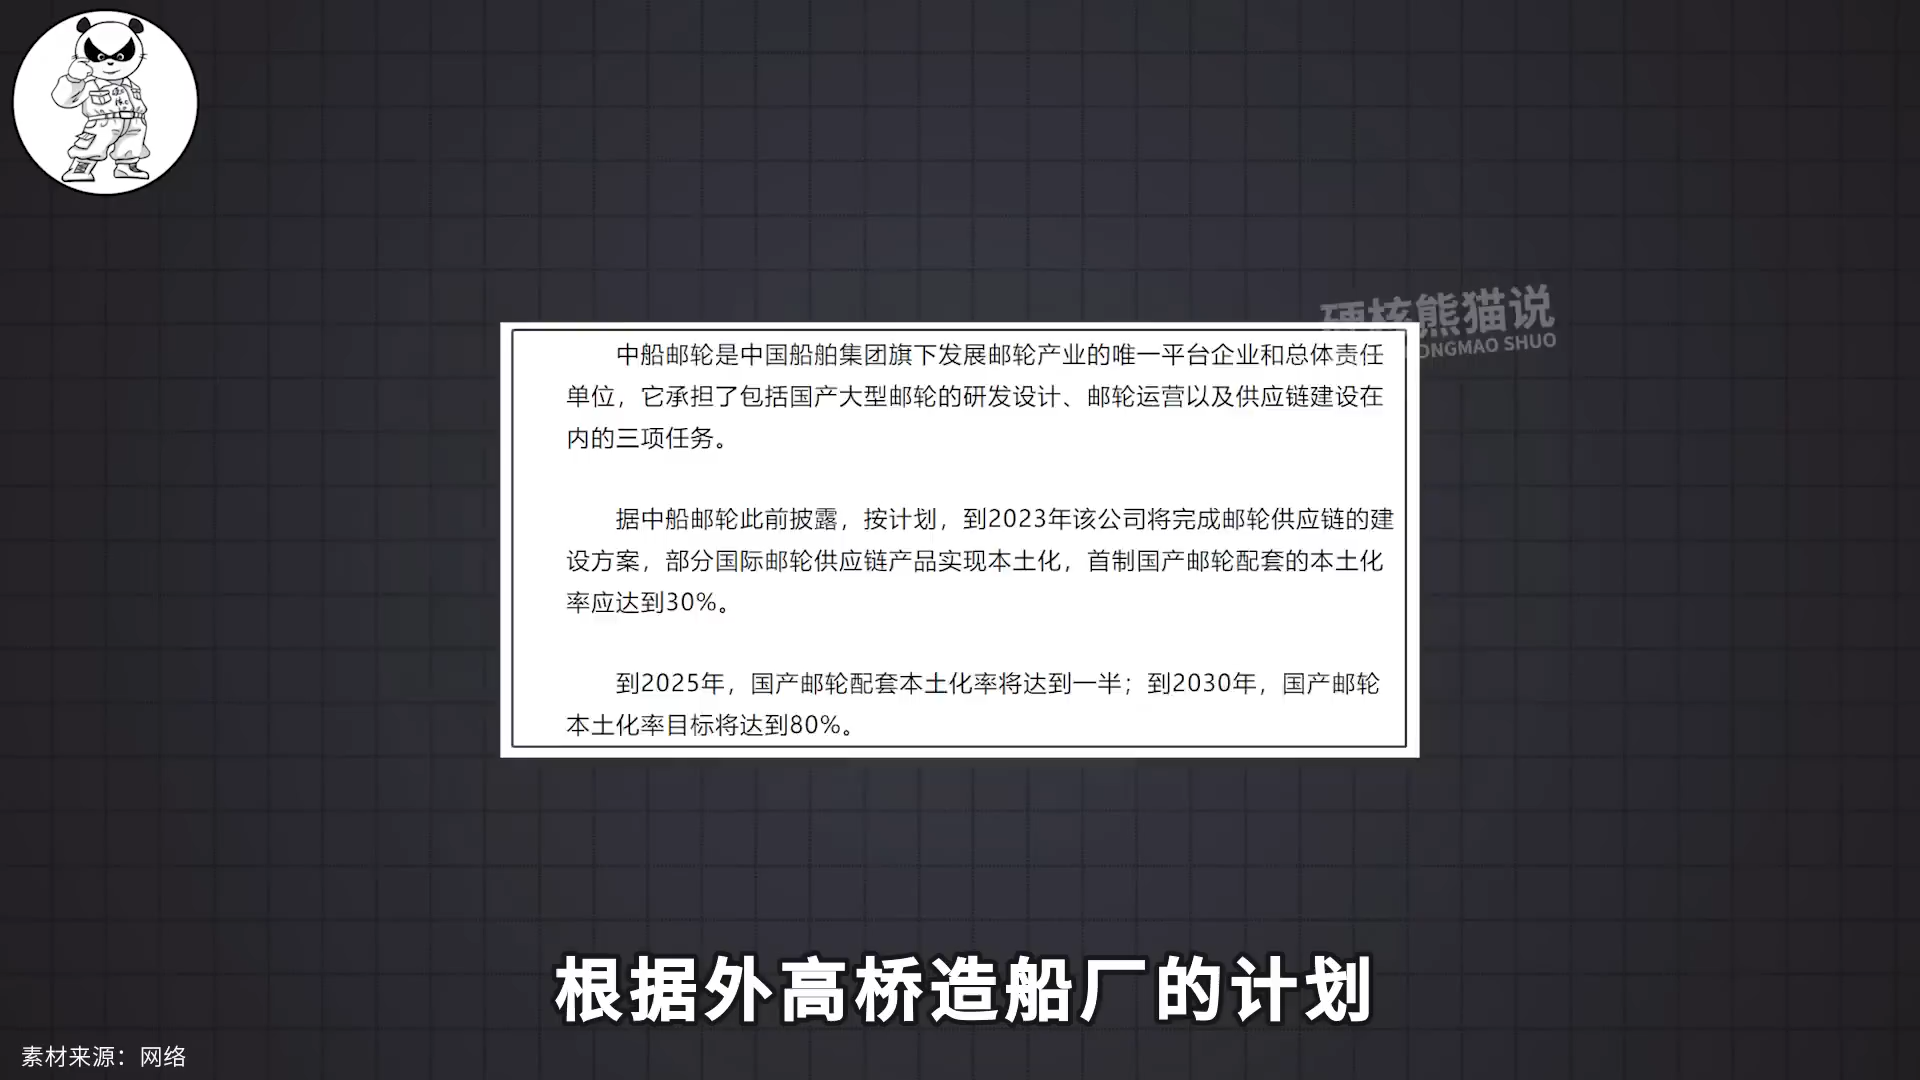 硬核熊猫说
ONGMAO SHUO
中船邮轮是中国船舶集团旗下发展邮轮产业的唯一平台企业和总体责任
单位，它承担了包括国产大型邮轮的研发设计、邮轮运营以及供应链建设在
内的三项任务。
据中船邮轮此前披露，按计划，到2023年该公司将完成邮轮供应链的建
设方案，部分国际邮轮供应链产品实现本土化，首制国产邮轮配套的本土化
率应达到30%。
到2025年，国产邮轮配套本土化率将达到一半；到2030年，国产邮轮
本土化率目标将达到80%。
根据外高桥造船厂的计划
素材来源：网络